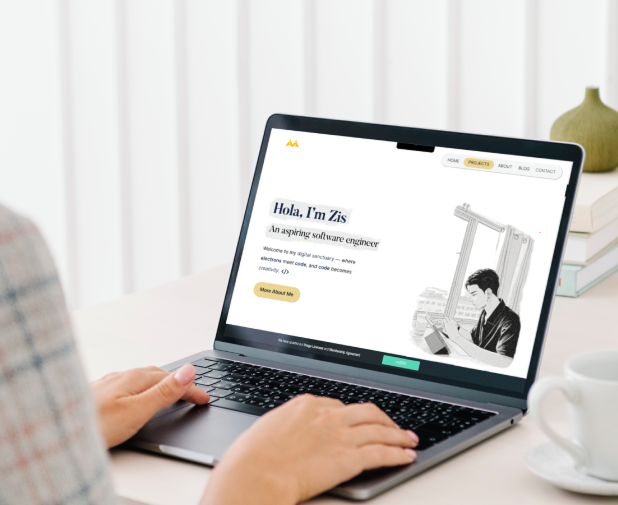 HOME PROJECTS ABOUT BLOG CONTACT
Hola, I'm Zis
An aspiring software engineer
Welcome to my digital sanctuary — where
electrons meet code, and code becomes
creativity. </>
More About Me